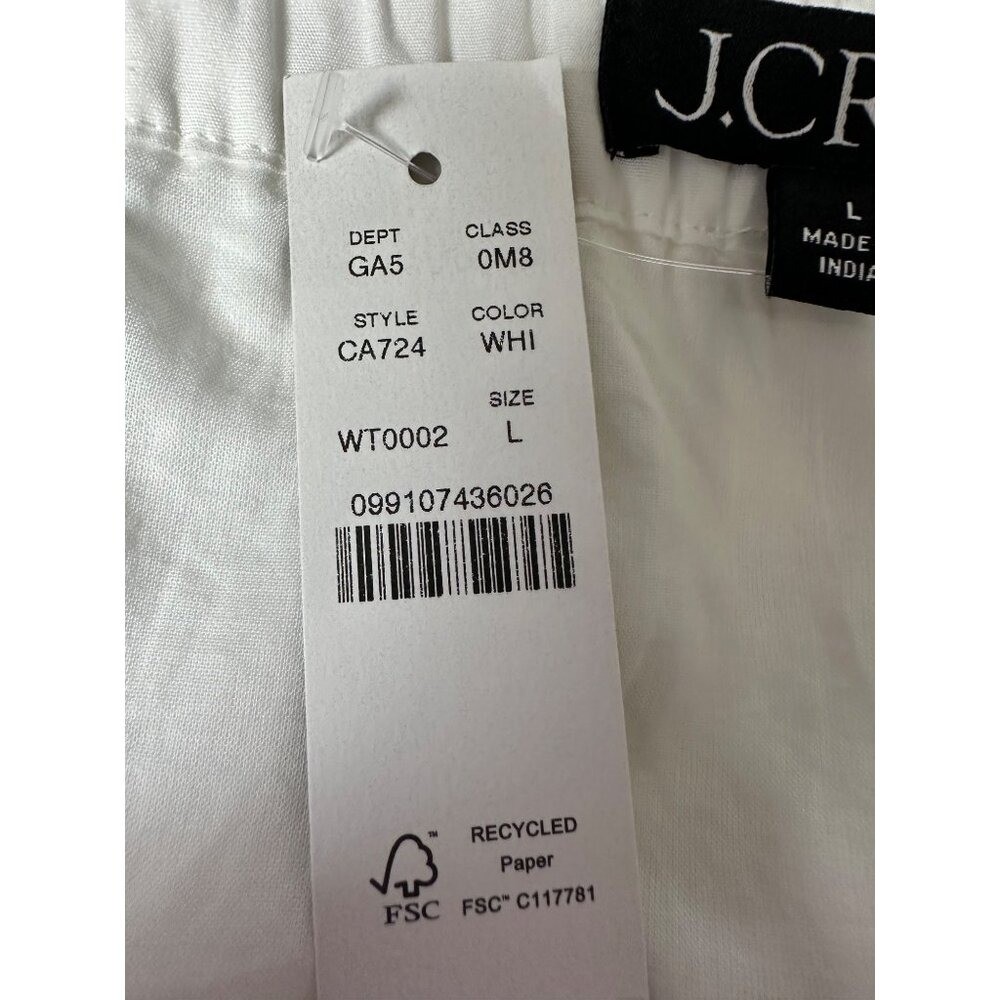 J.CR
L
MADE
INDIA
DEPT CLASS
GA5 0M8
STYLE COLOR
CA724 WHI
SIZE
WT0002 L
099107436026
RECYCLED
Paper
FSC™ C117781
™
FSC